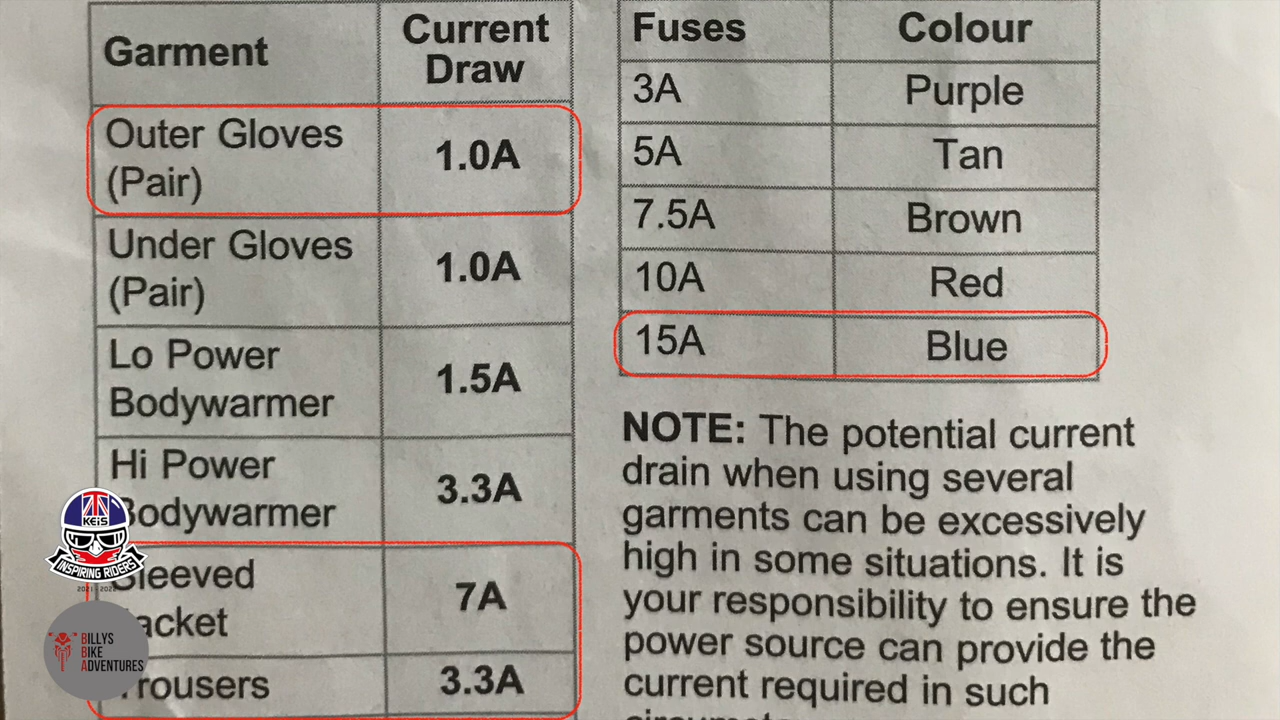 Garment
Current
Draw
Outer Gloves
(Pair)
1.0A
Under Gloves
(Pair)
1.0A
Lo Power
Bodywarmer
1.5A
Hi Power
Bodywarmer
3.3A
Sleeved
Jacket
7A
Trousers
3.3A
Fuses
Colour
3A
Purple
5A
Tan
7.5A
Brown
10A
Red
15A
Blue
NOTE: The potential current
drain when using several
garments can be excessively
high in some situations. It is
your responsibility to ensure the
power source can provide the
current required in such
KEiS
INSPIRING RIDERS
2021 - 2022
BILLYS
BIKE
ADVENTURES